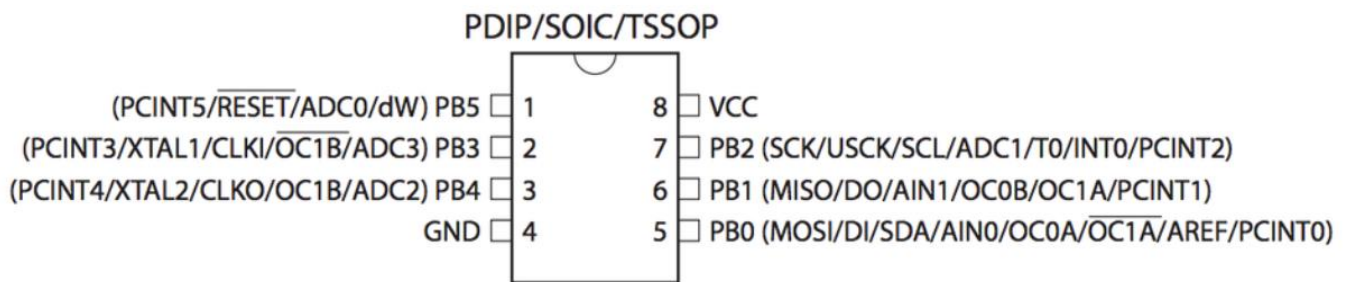 PDIP/SOIC/TSSOP
(PCINT5/RESET/ADC0/dW) PB5 1 8 VCC
(PCINT3/XTAL1/CLKI/OC1B/ADC3) PB3 2 7 PB2 (SCK/USCK/SCL/ADC1/T0/INT0/PCINT2)
(PCINT4/XTAL2/CLKO/OC1B/ADC2) PB4 3 6 PB1 (MISO/DO/AIN1/OC0B/OC1A/PCINT1)
GND 4 5 PB0 (MOSI/DI/SDA/AIN0/OC0A/OC1A/AREF/PCINT0)